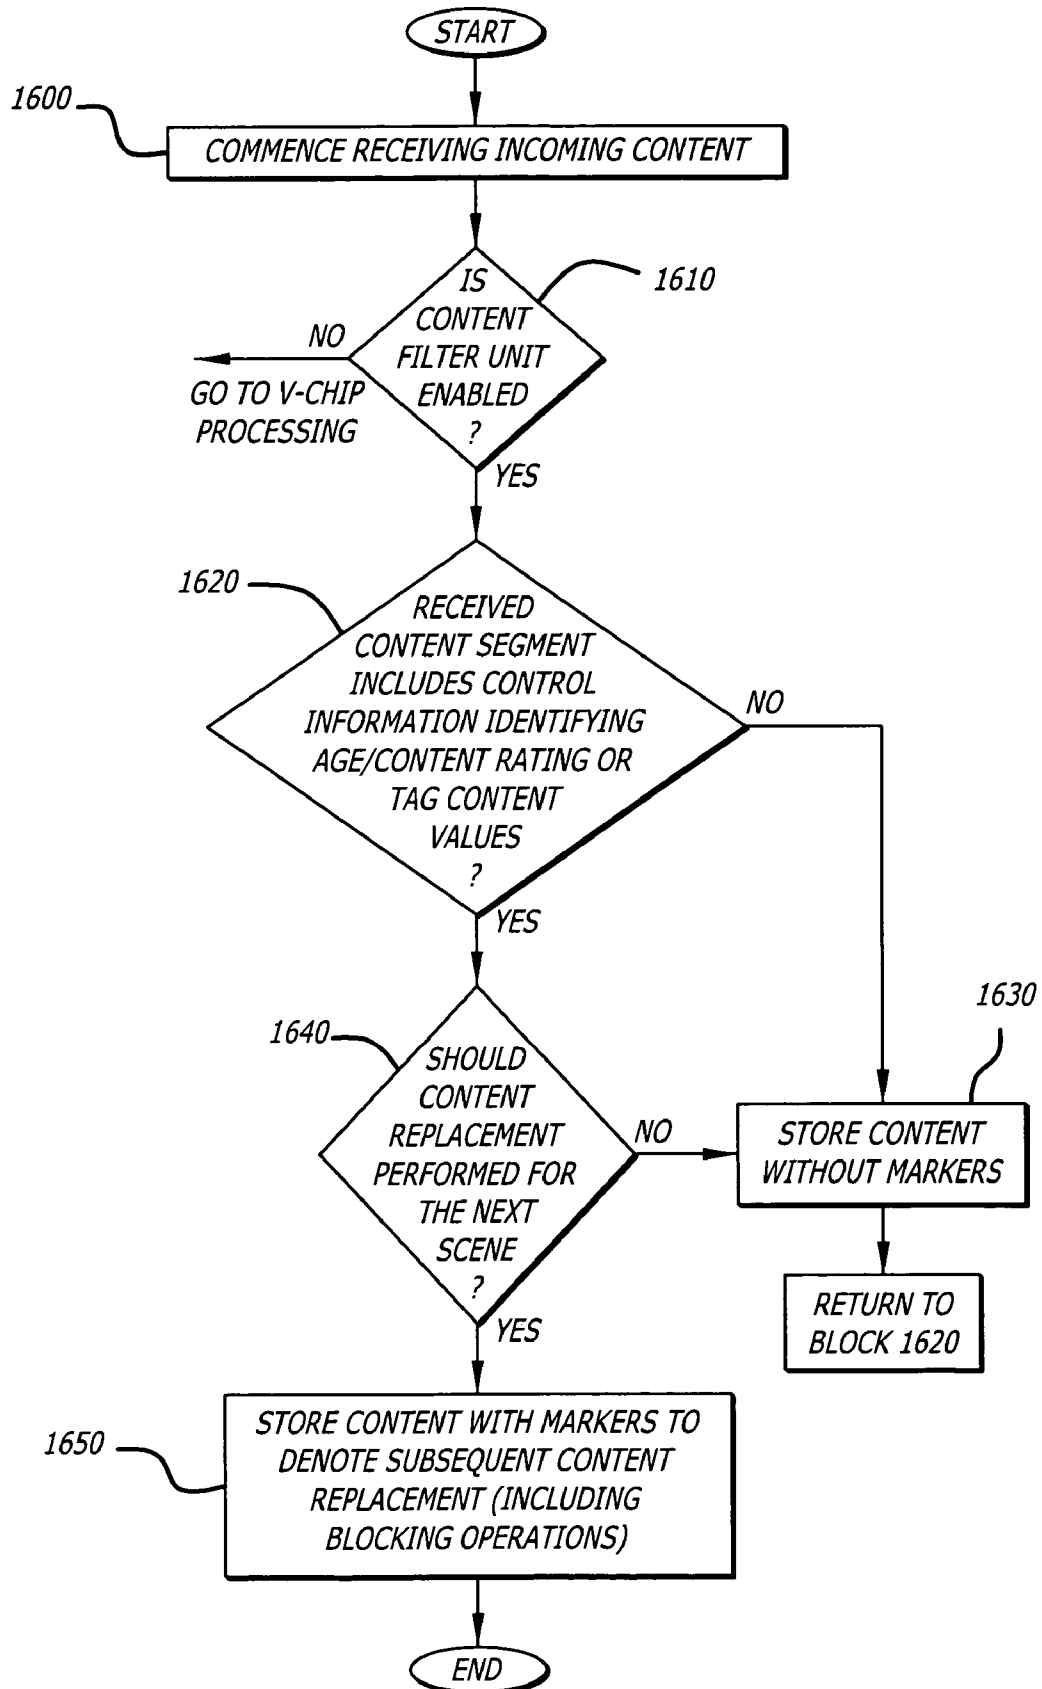 START
1600
COMMENCE RECEIVING INCOMING CONTENT
IS
CONTENT
FILTER UNIT
ENABLED
?
1610
NO
GO TO V-CHIP
PROCESSING
YES
1620
RECEIVED
CONTENT SEGMENT
INCLUDES CONTROL
INFORMATION IDENTIFYING
AGE/CONTENT RATING OR
TAG CONTENT
VALUES
?
NO
YES
1640
SHOULD
CONTENT
REPLACEMENT
PERFORMED FOR
THE NEXT
SCENE
?
NO
1630
STORE CONTENT
WITHOUT MARKERS
RETURN TO
BLOCK 1620
YES
1650
STORE CONTENT WITH MARKERS TO
DENOTE SUBSEQUENT CONTENT
REPLACEMENT (INCLUDING
BLOCKING OPERATIONS)
END